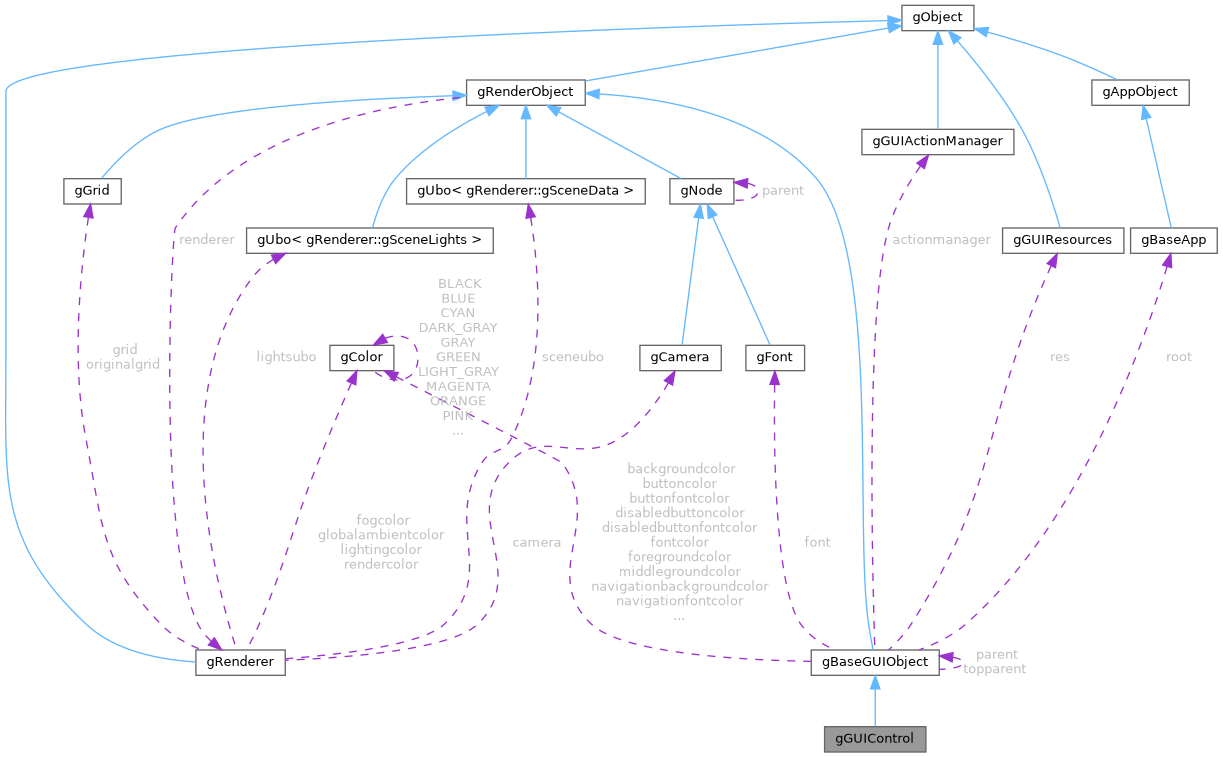 gObject
gRenderObject
gAppObject
gGUIActionManager
gGrid
gUbo< gRenderer::gSceneData >
gNode
parent
renderer
gUbo< gRenderer::gSceneLights >
actionmanager
gGUIResources
gBaseApp
BLACK
BLUE
CYAN
DARK_GRAY
GRAY
GREEN
LIGHT_GRAY
MAGENTA
ORANGE
PINK
...
grid
originalgrid
lightsubo
gColor
sceneubo
gCamera
gFont
res
root
backgroundcolor
buttoncolor
buttonfontcolor
disabledbuttoncolor
disabledbuttonfontcolor
fontcolor
foregroundcolor
middlegroundcolor
navigationbackgroundcolor
navigationfontcolor
...
fogcolor
globalambientcolor
lightingcolor
rendercolor
camera
font
gRenderer
gBaseGUIObject
parent
topparent
gGUIControl